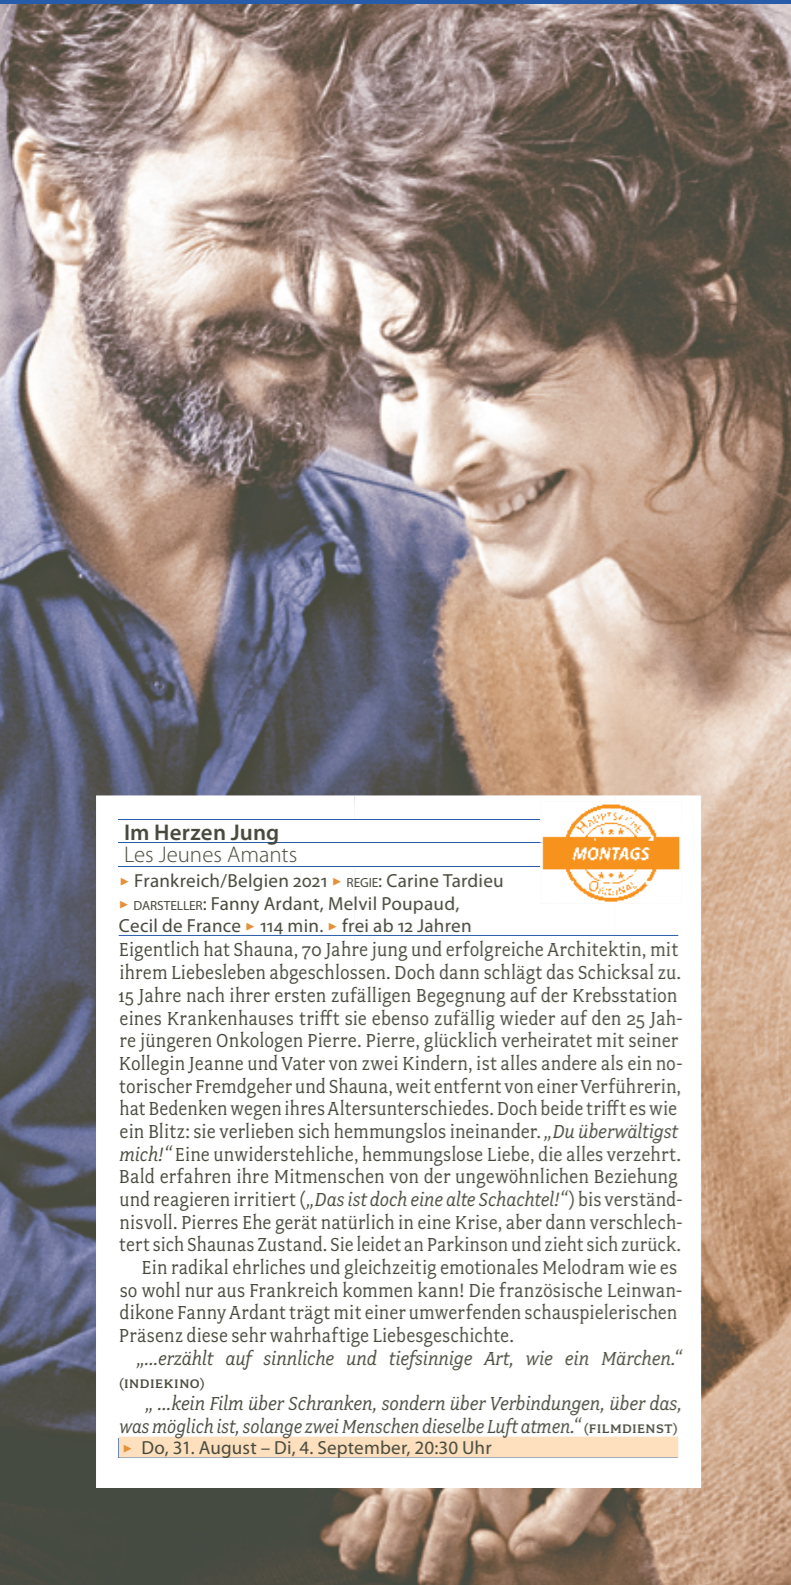 Im Herzen Jung
Les Jeunes Amants
HAUPTSACHE
MONTAGS
ORIGINAL
▸ Frankreich/Belgien 2021 ▸ REGIE: Carine Tardieu
▸ DARSTELLER: Fanny Ardant, Melvil Poupaud,
Cecil de France ▸ 114 min. ▸ frei ab 12 Jahren
Eigentlich hat Shauna, 70 Jahre jung und erfolgreiche Architektin, mit
ihrem Liebesleben abgeschlossen. Doch dann schlägt das Schicksal zu.
15 Jahre nach ihrer ersten zufälligen Begegnung auf der Krebsstation
eines Krankenhauses trifft sie ebenso zufällig wieder auf den 25 Jah-
re jüngeren Onkologen Pierre. Pierre, glücklich verheiratet mit seiner
Kollegin Jeanne und Vater von zwei Kindern, ist alles andere als ein no-
torischer Fremdgeher und Shauna, weit entfernt von einer Verführerin,
hat Bedenken wegen ihres Altersunterschiedes. Doch beide trifft es wie
ein Blitz: sie verlieben sich hemmungslos ineinander. „Du überwältigst
mich!“ Eine unwiderstehliche, hemmungslose Liebe, die alles verzehrt.
Bald erfahren ihre Mitmenschen von der ungewöhnlichen Beziehung
und reagieren irritiert („Das ist doch eine alte Schachtel!“) bis verständ-
nisvoll. Pierres Ehe gerät natürlich in eine Krise, aber dann verschlech-
tert sich Shaunas Zustand. Sie leidet an Parkinson und zieht sich zurück.
Ein radikal ehrliches und gleichzeitig emotionales Melodram wie es
so wohl nur aus Frankreich kommen kann! Die französische Leinwan-
dikone Fanny Ardant trägt mit einer umwerfenden schauspielerischen
Präsenz diese sehr wahrhaftige Liebesgeschichte.
„...erzählt auf sinnliche und tiefsinnige Art, wie ein Märchen.“
(INDIEKINO)
„ ...kein Film über Schranken, sondern über Verbindungen, über das,
was möglich ist, solange zwei Menschen dieselbe Luft atmen.“ (FILMDIENST)
▸ Do, 31. August – Di, 4. September, 20:30 Uhr